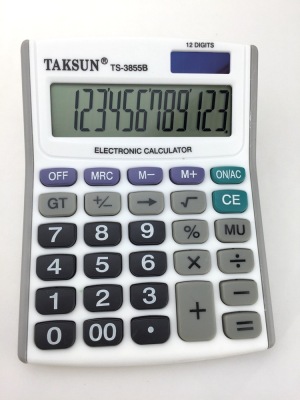 12 DIGITS
TAKSUN® TS-3855B
123456789123.
ELECTRONIC CALCULATOR
OFF MRC M− M+ ON/AC
GT +/− → √ CE
7 8 9 % MU
4 5 6 × ÷
1 2 3 + −
0 00 • =